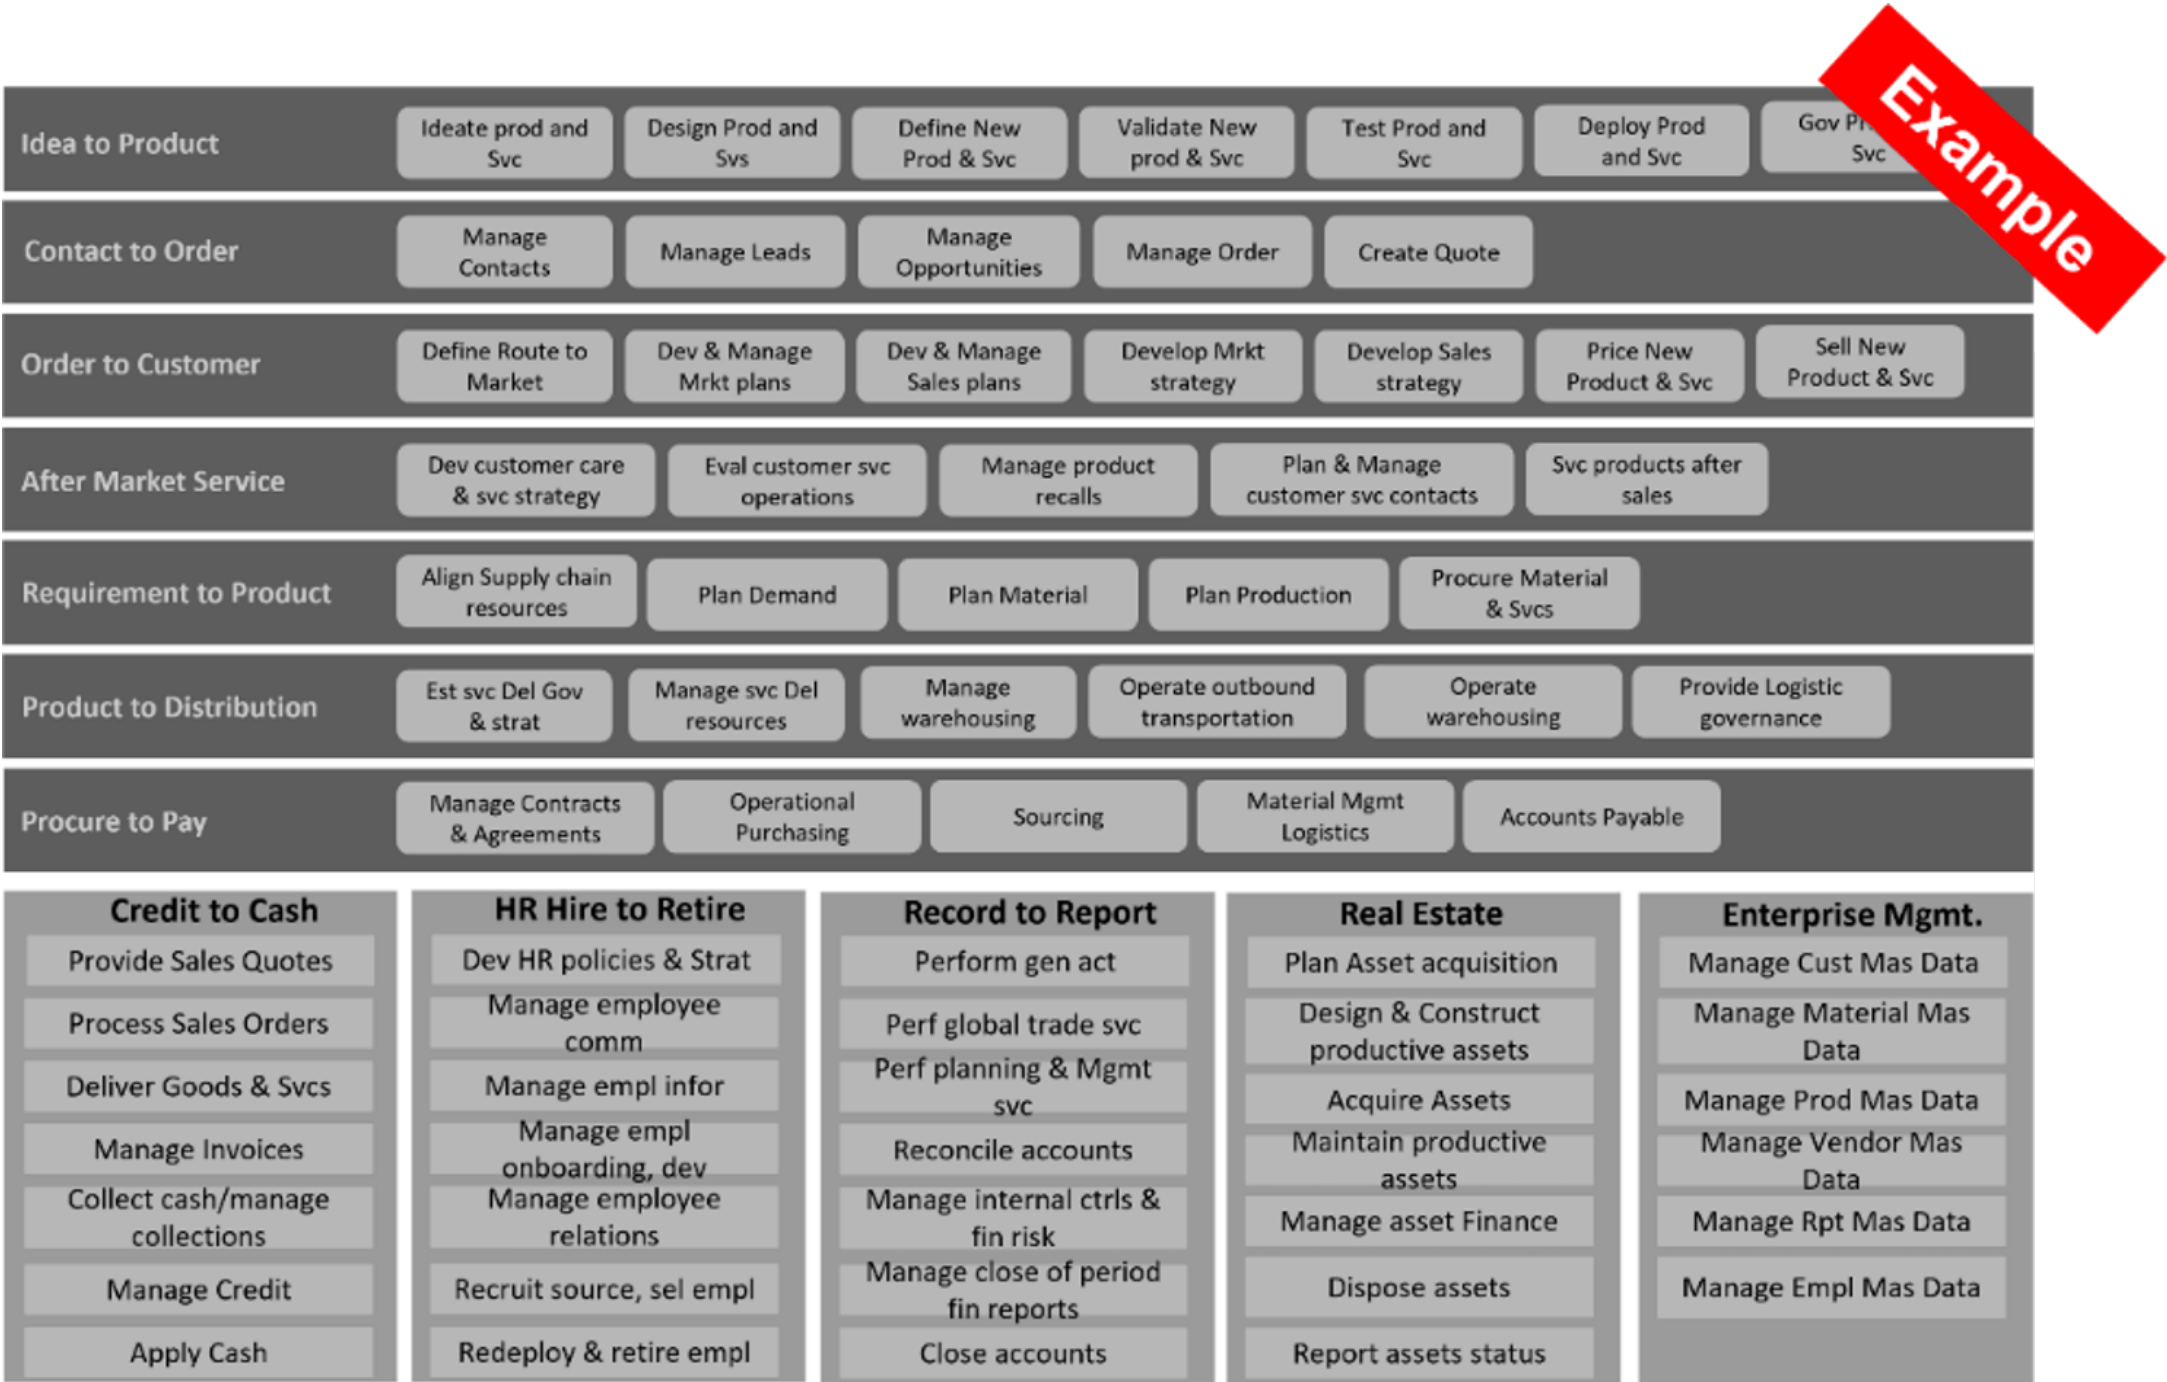 Example
Idea to Product
Ideate prod and
Svc
Design Prod and
Svs
Define New
Prod & Svc
Validate New
prod & Svc
Test Prod and
Svc
Deploy Prod
and Svc
Gov
Svc
Contact to Order
Manage
Contacts
Manage Leads
Manage
Opportunities
Manage Order
Create Quote
Order to Customer
Define Route to
Market
Dev & Manage
Mrkt plans
Dev & Manage
Sales plans
Develop Mrkt
strategy
Develop Sales
strategy
Price New
Product & Svc
Sell New
Product & Svc
After Market Service
Dev customer care
& svc strategy
Eval customer svc
operations
Manage product
recalls
Plan & Manage
customer svc contacts
Svc products after
sales
Requirement to Product
Align Supply chain
resources
Plan Demand
Plan Material
Plan Production
Procure Material
& Svcs
Product to Distribution
Est svc Del Gov
& strat
Manage svc Del
resources
Manage
warehousing
Operate outbound
transportation
Operate
warehousing
Provide Logistic
governance
Procure to Pay
Manage Contracts
& Agreements
Operational
Purchasing
Sourcing
Material Mgmt
Logistics
Accounts Payable
Credit to Cash
Provide Sales Quotes
Process Sales Orders
Deliver Goods & Svcs
Manage Invoices
Collect cash/manage
collections
Manage Credit
Apply Cash
HR Hire to Retire
Dev HR policies & Strat
Manage employee
comm
Manage empl infor
Manage empl
onboarding, dev
Manage employee
relations
Recruit source, sel empl
Redeploy & retire empl
Record to Report
Perform gen act
Perf global trade svc
Perf planning & Mgmt
svc
Reconcile accounts
Manage internal ctrls &
fin risk
Manage close of period
fin reports
Close accounts
Real Estate
Plan Asset acquisition
Design & Construct
productive assets
Acquire Assets
Maintain productive
assets
Manage asset Finance
Dispose assets
Report assets status
Enterprise Mgmt.
Manage Cust Mas Data
Manage Material Mas
Data
Manage Prod Mas Data
Manage Vendor Mas
Data
Manage Rpt Mas Data
Manage Empl Mas Data